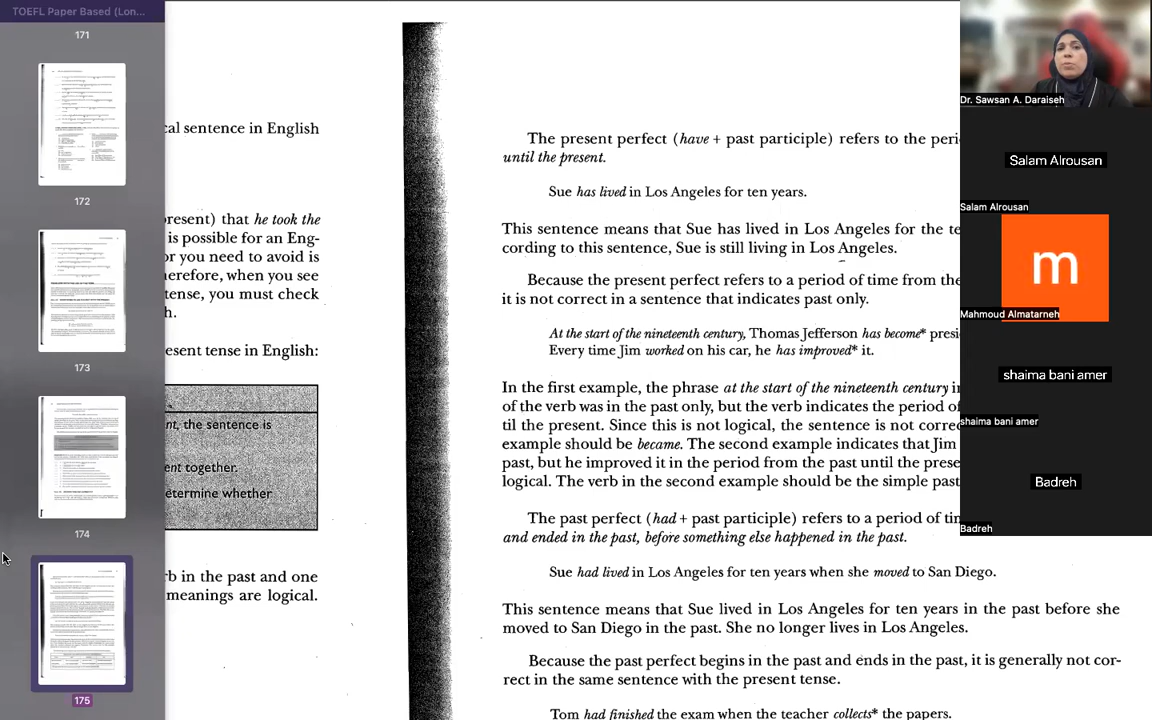 TOEFL Paper Based (Lon...
171
172
173
174
175
cal sentence in English
resent) that he took the
is possible for an Eng-
or you need to avoid is
herefore, when you see
tense, you must check
h.
esent tense in English:
nt, the sentence is
ent together.
etermine whether
rb in the past and one
meanings are logical.
The present perfect (have + past participle) refers to the peri
until the present.
Sue has lived in Los Angeles for ten years.
This sentence means that Sue has lived in Los Angeles for the te
cording to this sentence, Sue is still living in Los Angeles.
Because the present perfect refers to a period of time from the
it is not correct in a sentence that indicates past only.
At the start of the nineteenth century, Thomas Jefferson has become* presi
Every time Jim worked on his car, he has improved* it.
In the first example, the phrase at the start of the nineteenth century in
of the verb was in the past only, but the verb indicates the period of
til the present. Since this is not logical, the sentence is not corre
example should be became. The second example indicates that Jim
pas, but he improved it in the period from the past until the prese
logical. The verb in the second example should be the simple past
The past perfect (had + past participle) refers to a period of tim
and ended in the past, before something else happened in the past.
Sue had lived in Los Angeles for ten years when she moved to San Diego.
This sentence means that Sue lived in Los Angeles for ten years in the past before she
moved to San Diego in the past. She no longer lives in Los Angeles.
Because the past perfect begins in the past and ends in the past, it is generally not cor-
rect in the same sentence with the present tense.
Tom had finished the exam when the teacher collects* the papers.
Dr. Sawsan A. Daraiseh
Salam Alrousan
Salam Alrousan
m
Mahmoud Almatarneh
shaima bani amer
shaima bani amer
Badreh
Badreh